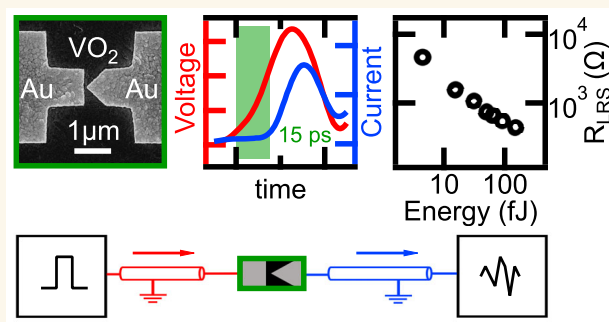 VO₂
Au
Au
1μm
Voltage
15 ps
Current
time
10⁴
10³
R_LRS (Ω)
10
100
Energy (fJ)